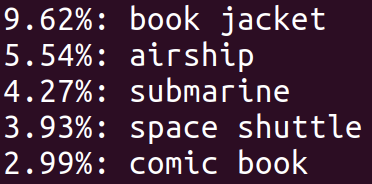 9.62%: book jacket
5.54%: airship
4.27%: submarine
3.93%: space shuttle
2.99%: comic book